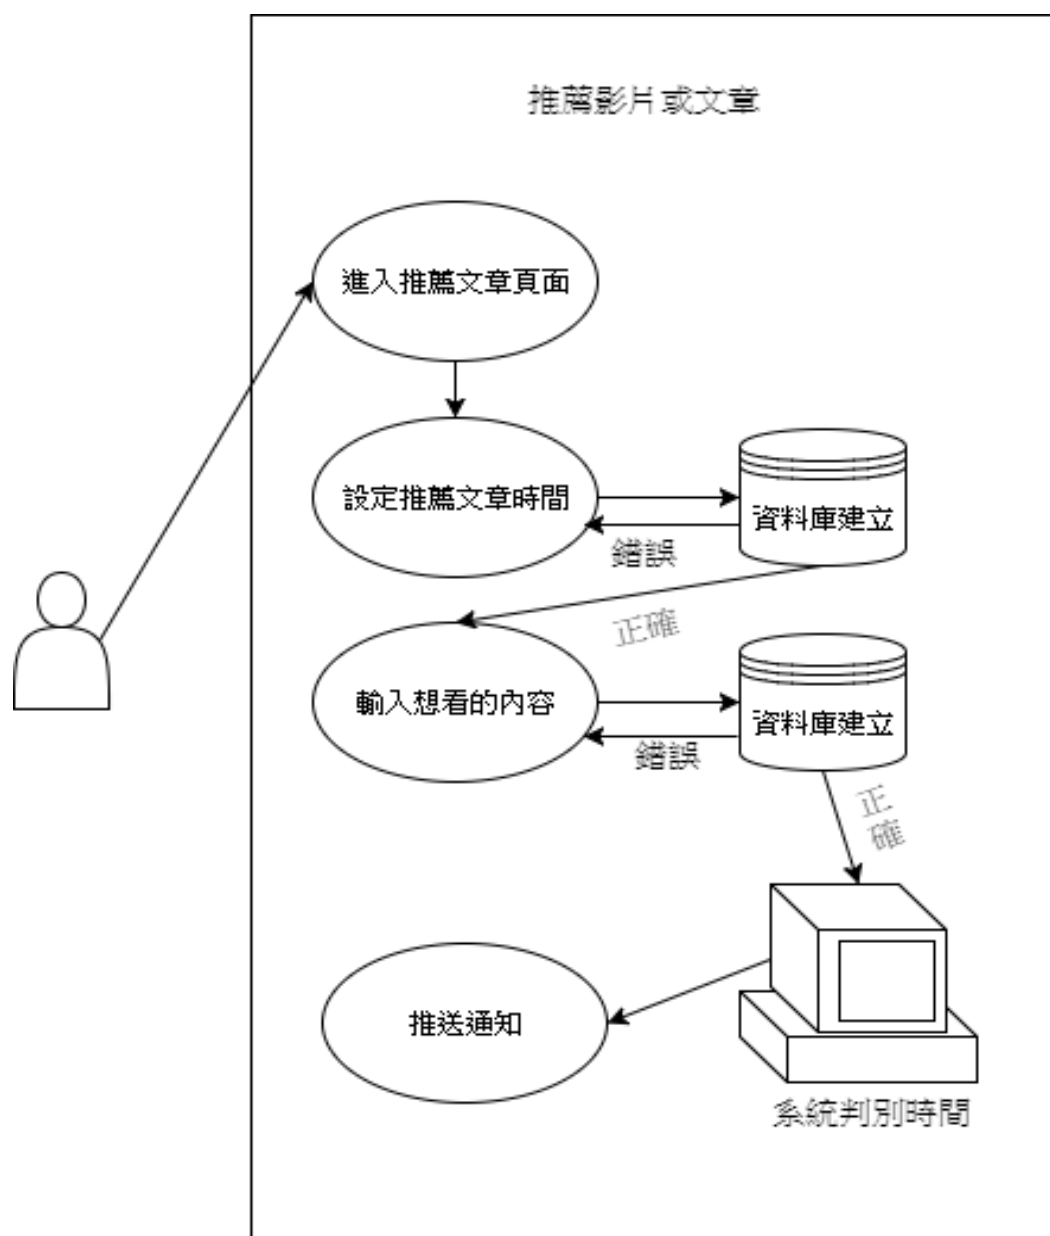 推薦影片或文章
進入推薦文章頁面
設定推薦文章時間
資料庫建立
錯誤
正確
輸入想看的內容
資料庫建立
錯誤
正
確
推送通知
系統判別時間